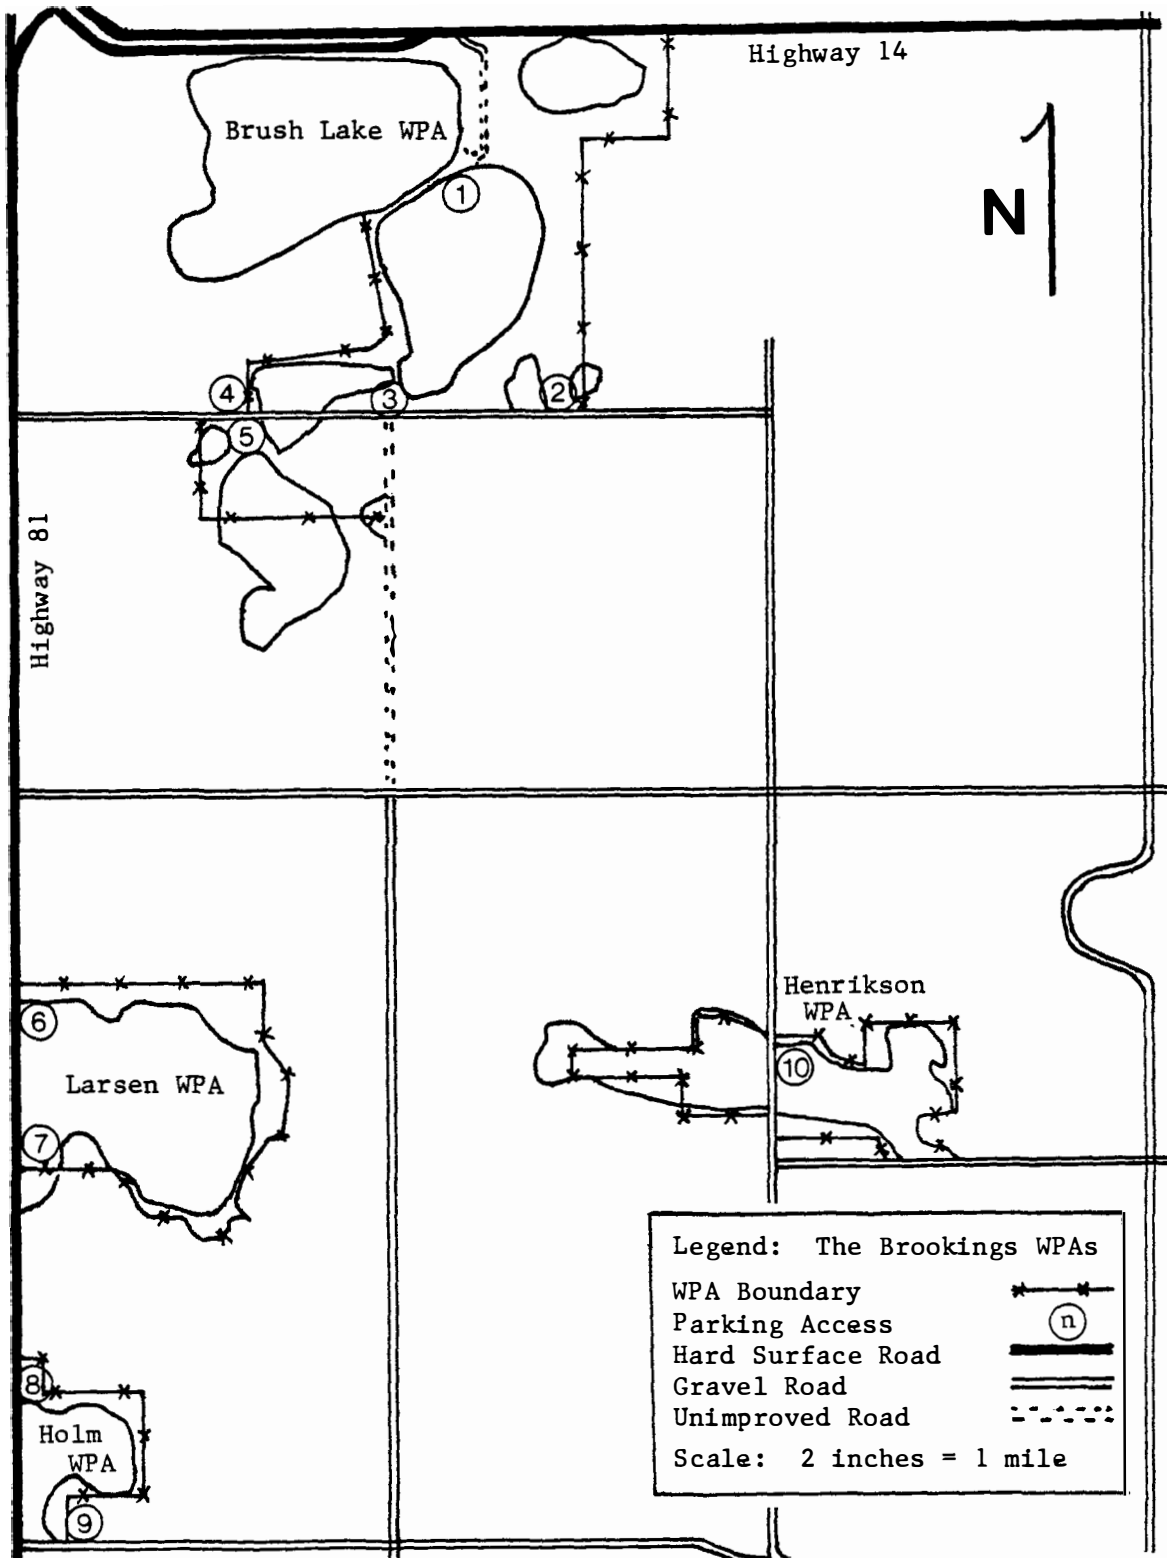 Highway 14
Brush Lake WPA
N
1
2
3
4
5
Highway 81
6
Larsen WPA
7
Henrikson
WPA
10
8
Holm
WPA
9
Legend: The Brookings WPAs
WPA Boundary
Parking Access
n
Hard Surface Road
Gravel Road
Unimproved Road
Scale: 2 inches = 1 mile